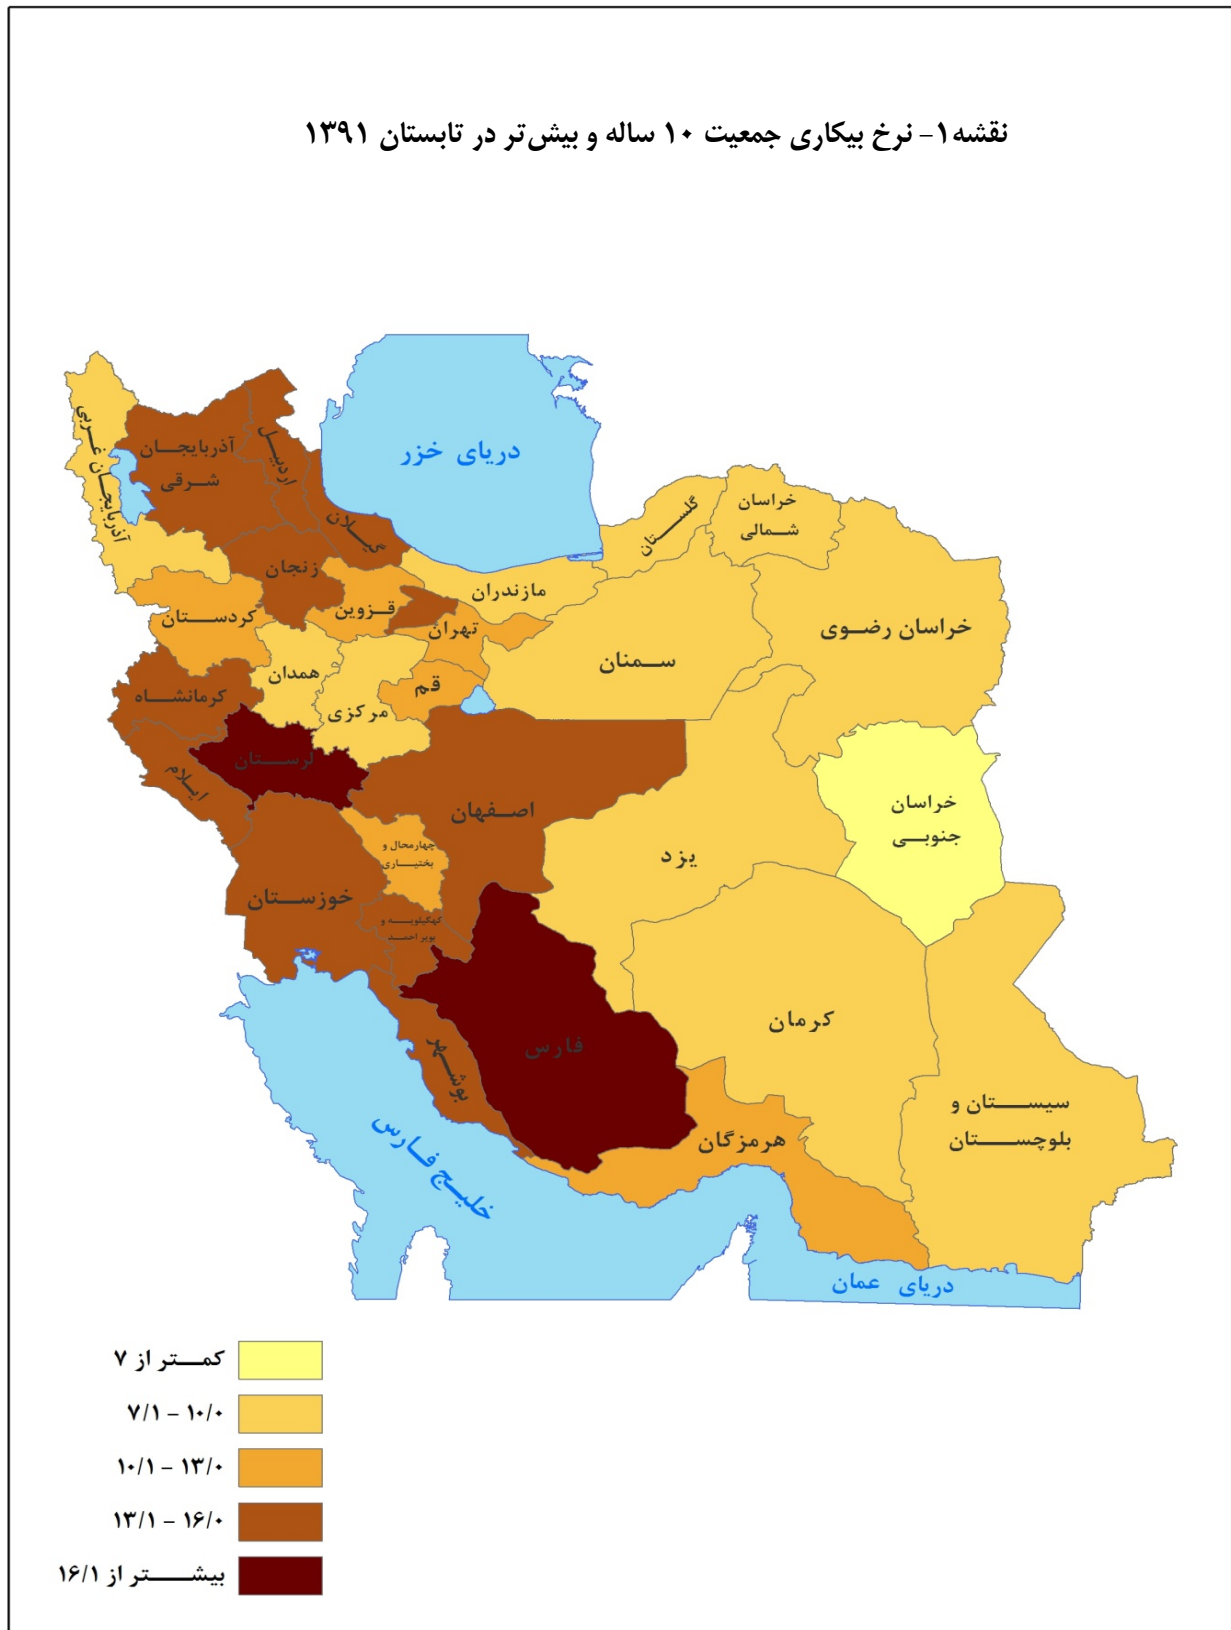 نقشه۱- نرخ بیکاری جمعیت ۱۰ ساله و بیش‌تر در تابستان ۱۳۹۱
دریای خزر
آذربایجان غربی
آذربایجان
شرقی
اردبیل
گیلان
زنجان
کردستان
قزوین
تهران
مازندران
گلستان
خراسان
شمالی
خراسان رضوی
سمنان
همدان
مرکزی
قم
کرمانشاه
لرستان
ایلام
اصفهان
خراسان
جنوبی
چهارمحال و
بختیاری
یزد
خوزستان
کهگیلویه و
بویر احمد
کرمان
فارس
بوشهر
سیستان و
بلوچستان
هرمزگان
خلیج فارس
دریای عمان
کمتر از ۷
۷/۱ - ۱۰/۰
۱۰/۱ - ۱۳/۰
۱۳/۱ - ۱۶/۰
بیشتر از ۱۶/۱